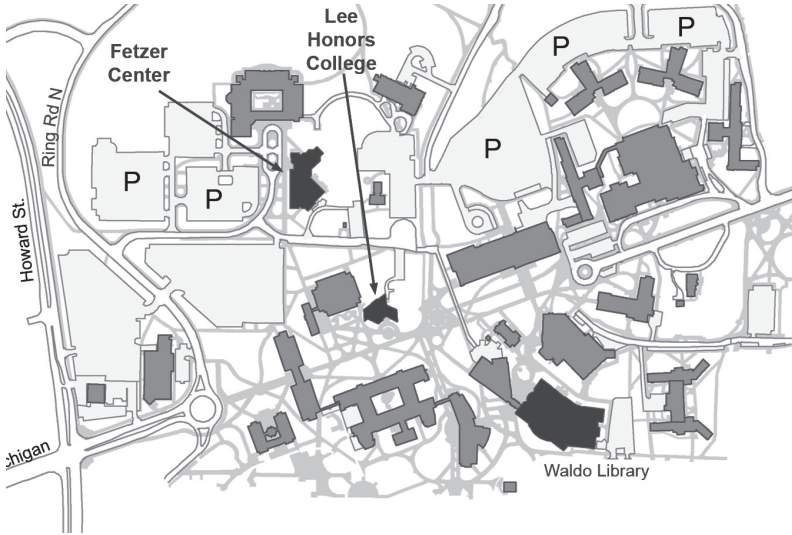 Lee
Honors
College
Fetzer
Center
P
P
P
P
P
Ring Rd N
Howard St.
chigan
Waldo Library